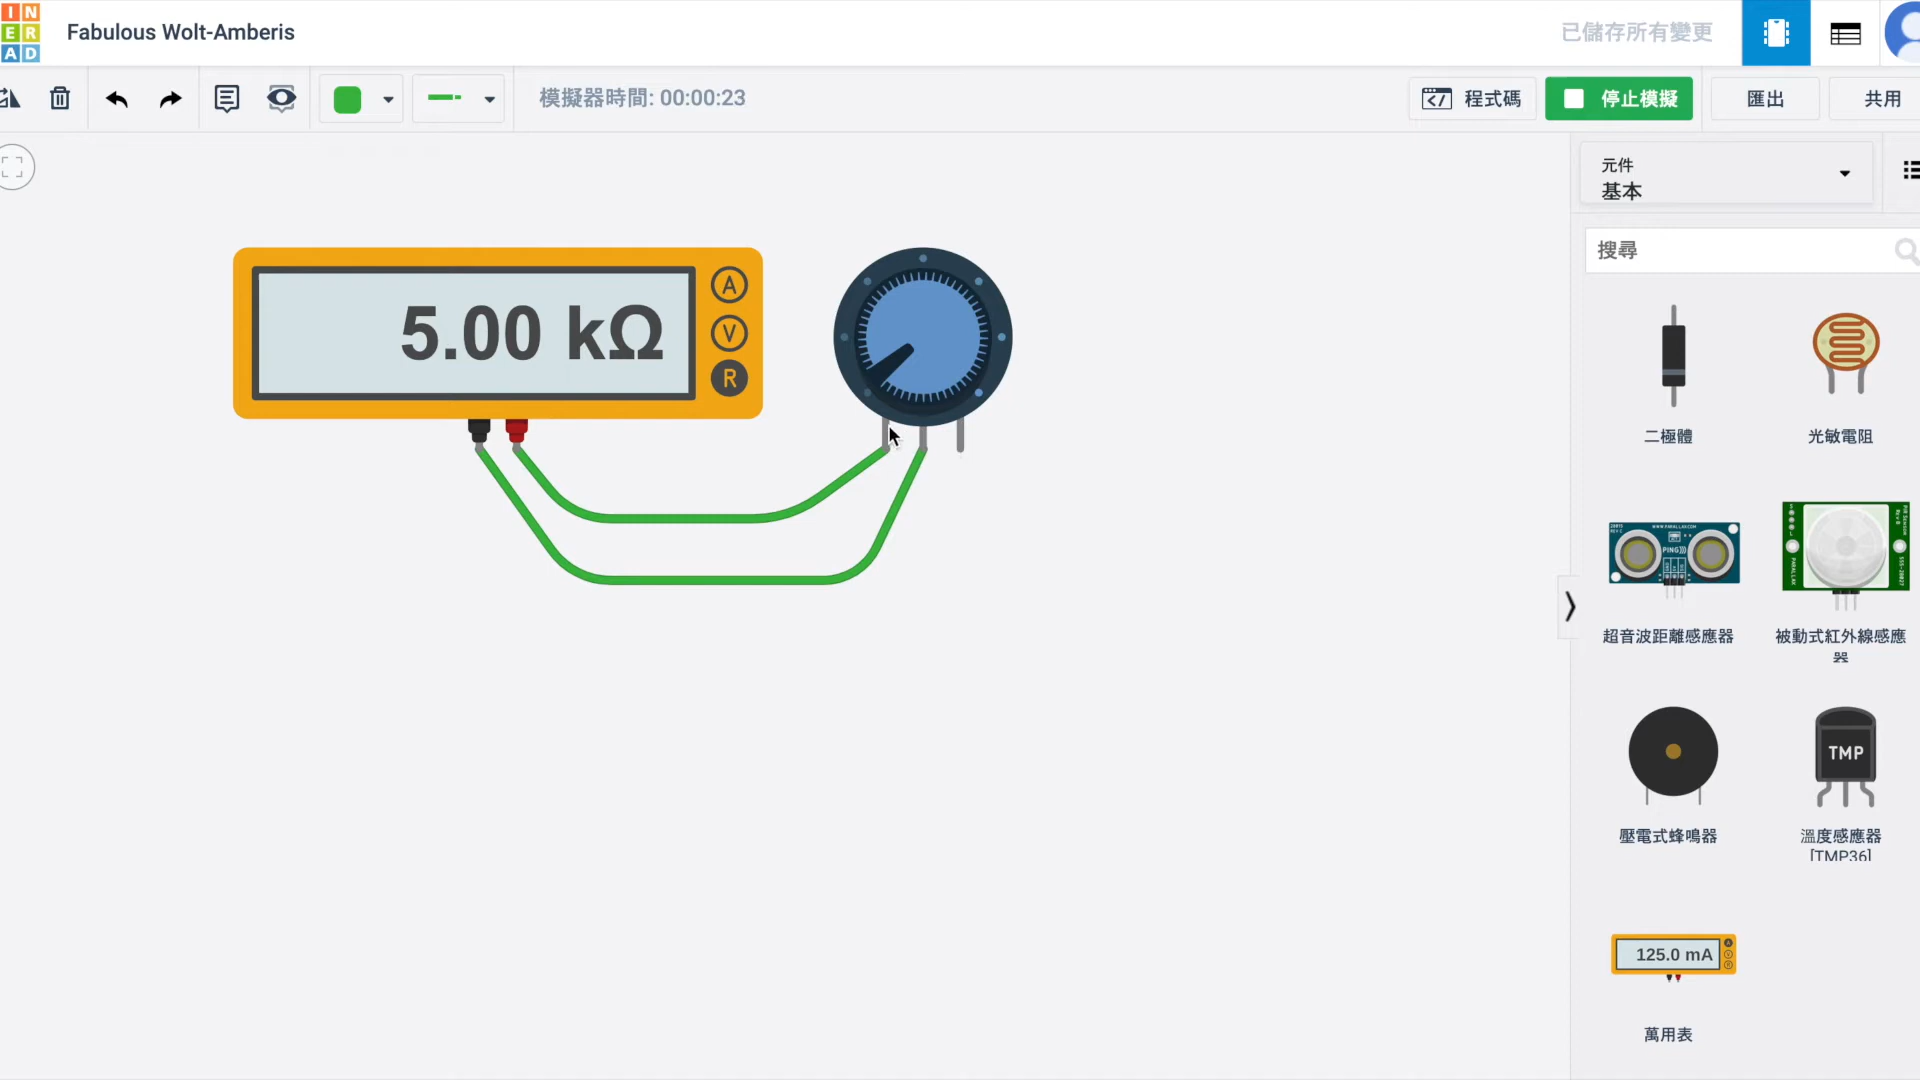 IN
ER
AD
Fabulous Wolt-Amberis
已儲存所有變更
模擬器時間: 00:00:23
程式碼
停止模擬
匯出
共用
元件
基本
搜尋
5.00 kΩ
A
V
R
二極體
光敏電阻
PING)))
超音波距離感應器
被動式紅外線感應
器
TMP
壓電式蜂鳴器
溫度感應器
[TMP36]
125.0 mA
萬用表